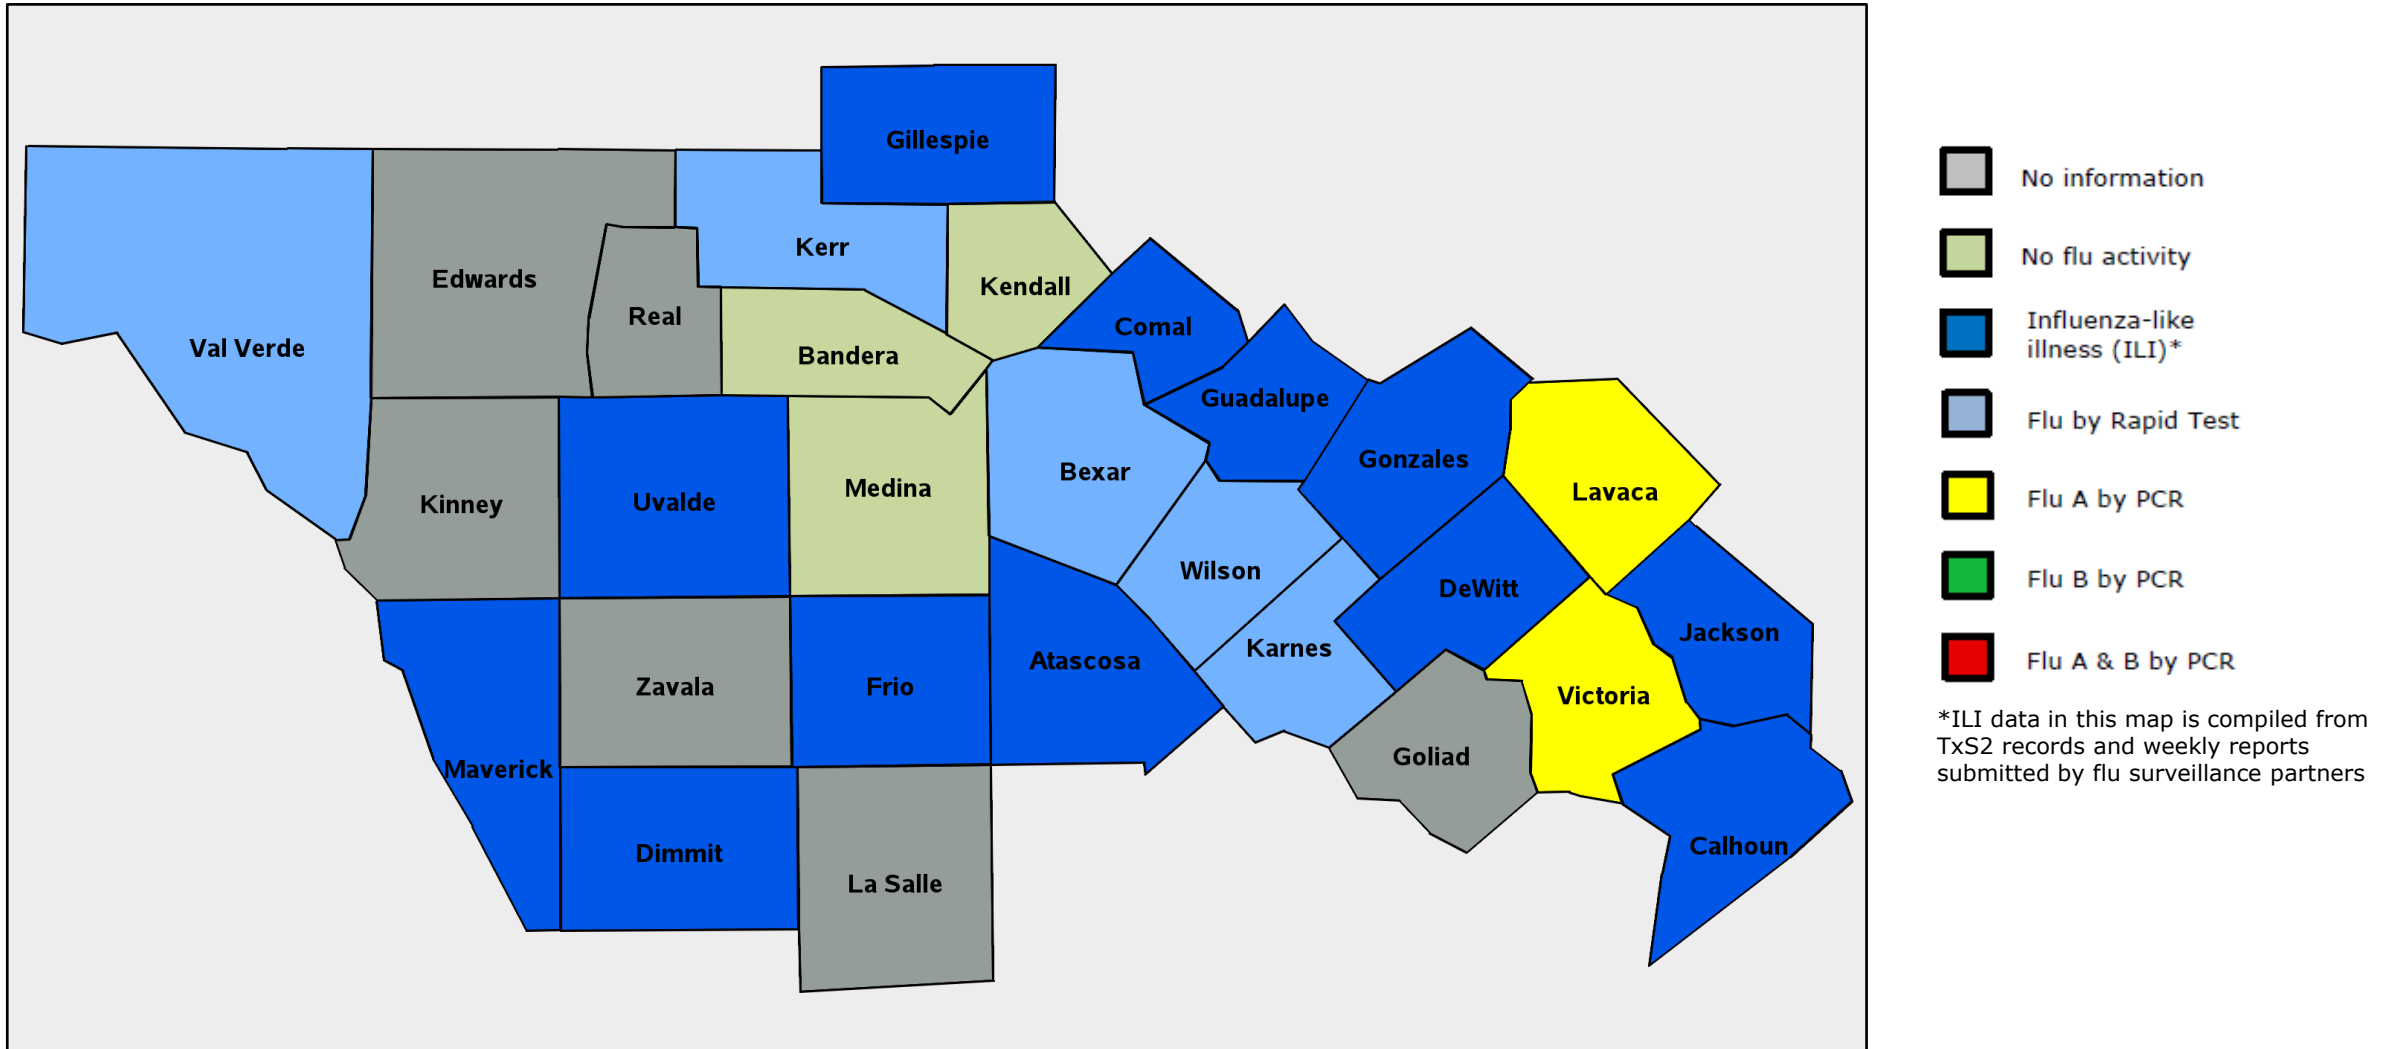 Gillespie
Kerr
Edwards
Kendall
Real
Comal
Val Verde
Bandera
Guadalupe
Gonzales
Bexar
Medina
Lavaca
Kinney
Uvalde
Wilson
DeWitt
Jackson
Karnes
Atascosa
Zavala
Frio
Victoria
Goliad
Maverick
Calhoun
Dimmit
La Salle
No information
No flu activity
Influenza-like
illness (ILI)*
Flu by Rapid Test
Flu A by PCR
Flu B by PCR
Flu A & B by PCR
*ILI data in this map is compiled from
TxS2 records and weekly reports
submitted by flu surveillance partners